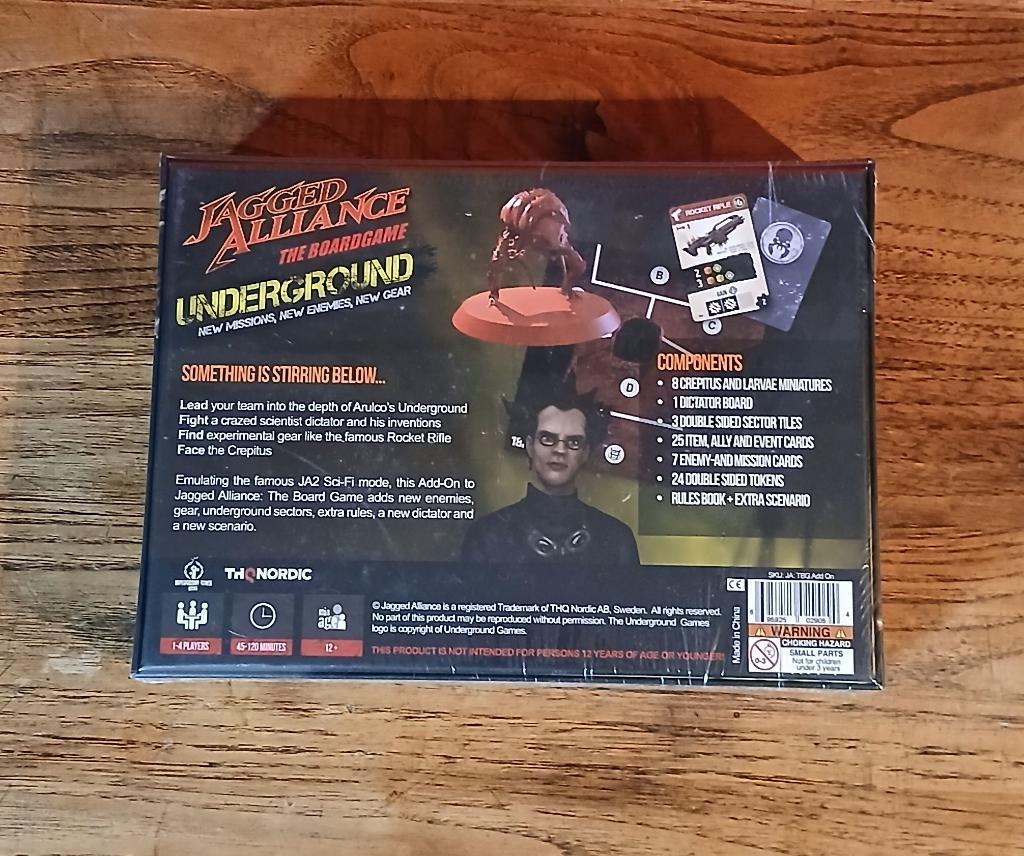 JAGGED
ALLIANCE
THE BOARDGAME
UNDERGROUND
NEW MISSIONS, NEW ENEMIES, NEW GEAR
ROCKET RIFLE
B
C
D
SOMETHING IS STIRRING BELOW...
Lead your team into the depth of Arulco's Underground
Fight a crazed scientist dictator and his inventions
Find experimental gear like the famous Rocket Rifle
Face the Crepitus
Emulating the famous JA2 Sci-Fi mode, this Add-On to
Jagged Alliance: The Board Game adds new enemies,
gear, underground sectors, extra rules, a new dictator and
a new scenario.
COMPONENTS
• 8 CREPITUS AND LARVAE MINIATURES
• 1 DICTATOR BOARD
• 3 DOUBLE SIDED SECTOR TILES
• 25 ITEM, ALLY AND EVENT CARDS
• 7 ENEMY-AND MISSION CARDS
• 24 DOUBLE SIDED TOKENS
• RULES BOOK + EXTRA SCENARIO
THQ NORDIC
1-4 PLAYERS
45-120 MINUTES
min
age
12+
© Jagged Alliance is a registered Trademark of THQ Nordic AB, Sweden. All rights reserved.
No part of this product may be reproduced without permission. The Underground Games
logo is copyright of Underground Games.
THIS PRODUCT IS NOT INTENDED FOR PERSONS 12 YEARS OF AGE OR YOUNGER!
CE
Made in China
SKU: JA: TBG Add On
WARNING
CHOKING HAZARD
SMALL PARTS
Not for children
under 3 years
0-3